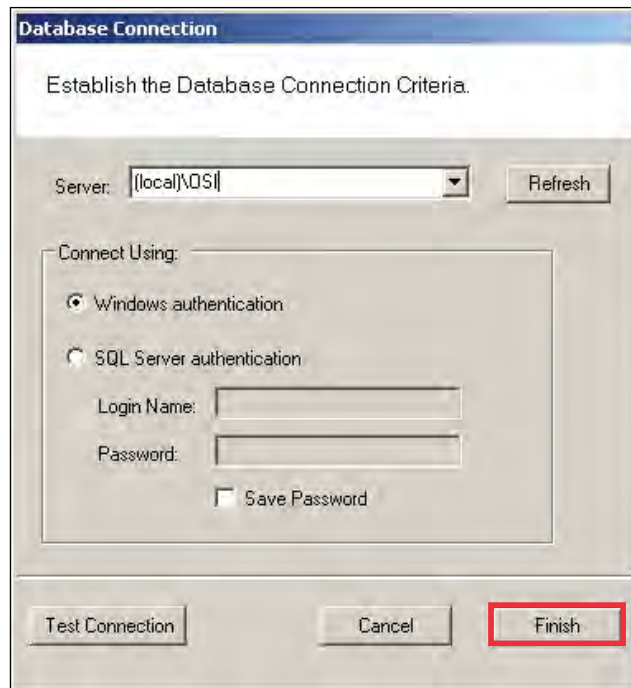 Database Connection
Establish the Database Connection Criteria.
Server: (local)\OSI Refresh
Connect Using:
Windows authentication
SQL Server authentication
Login Name:
Password:
Save Password
Test Connection Cancel Finish